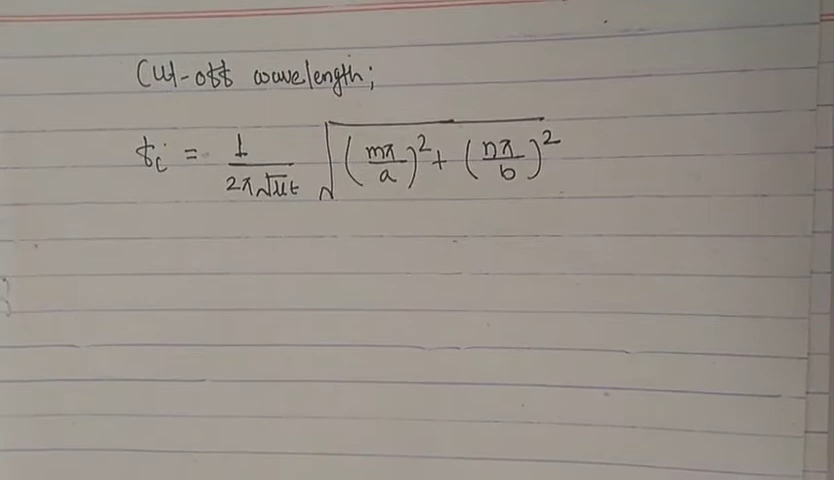 Cut-off wavelength;
fc = 1/2π√με √(mπ/a)² + (nπ/b)²